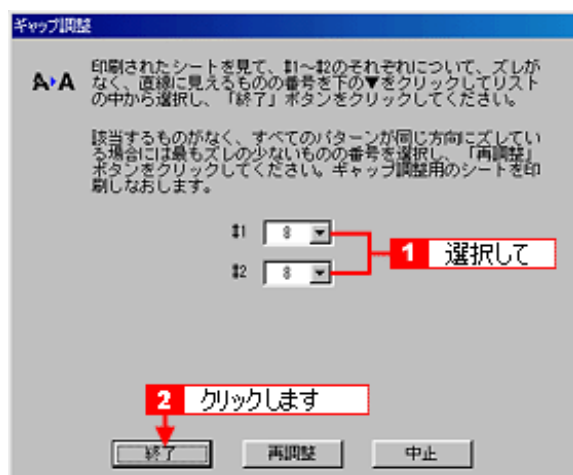 ギャップ調整
A▸A
印刷されたシートを見て、#1～#2のそれぞれについて、ズレが
なく、直線に見えるものの番号を下の▼をクリックしてリスト
の中から選択し、「終了」ボタンをクリックしてください。
該当するものがなく、すべてのパターンが同じ方向にズレてい
る場合には最もズレの少ないものの番号を選択し、「再調整」
ボタンをクリックしてください。ギャップ調整用のシートを印
刷しなおします。
#1 8
#2 8
1 選択して
2 クリックします
終了 再調整 中止